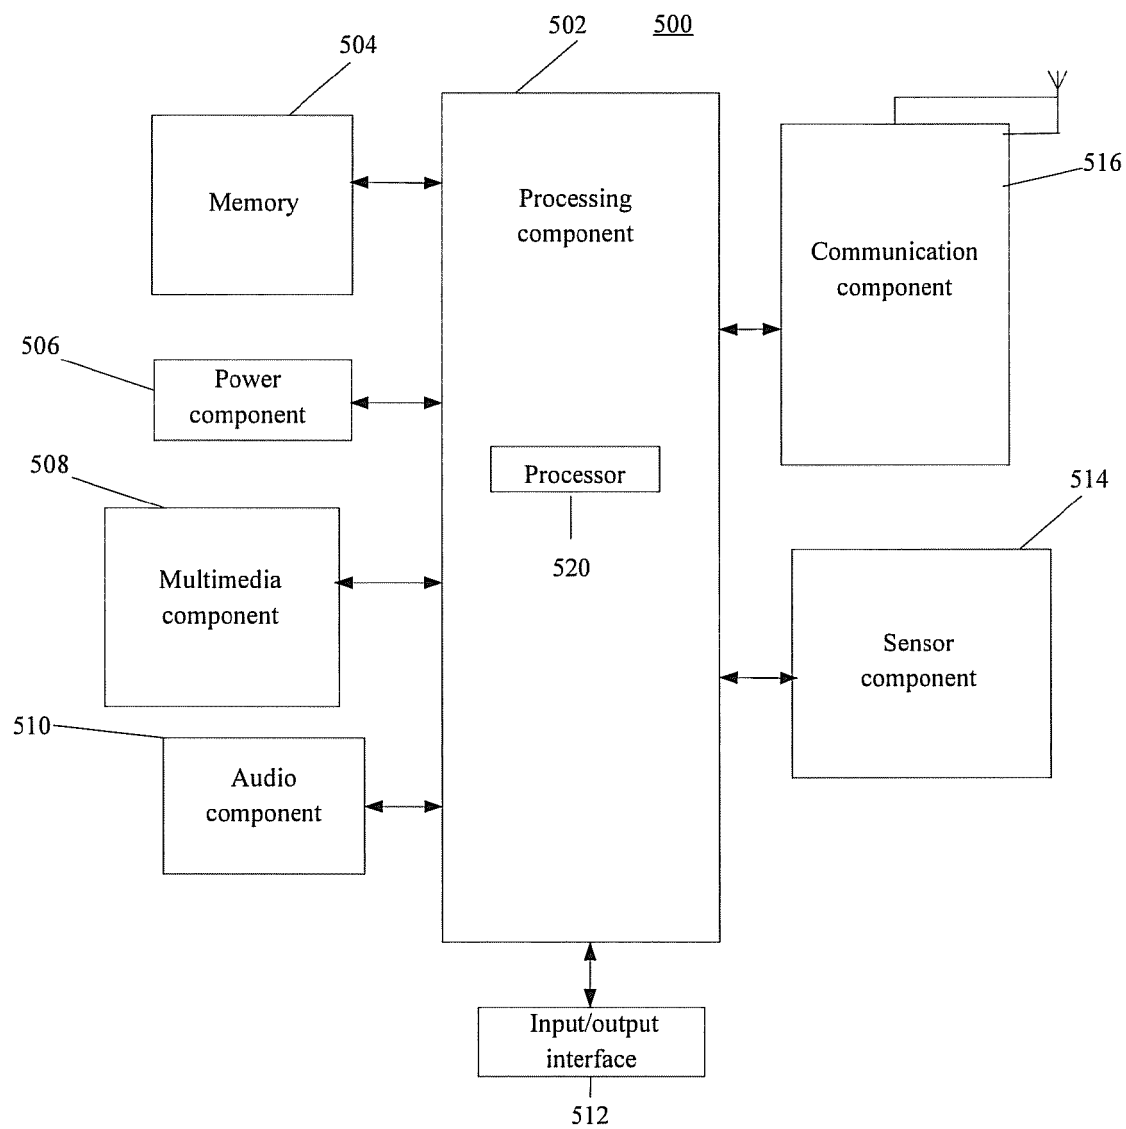 502
500
504
516
Memory
Processing
component
Communication
component
506
Power
component
508
Processor
514
520
Multimedia
component
Sensor
component
510
Audio
component
Input/output
interface
512